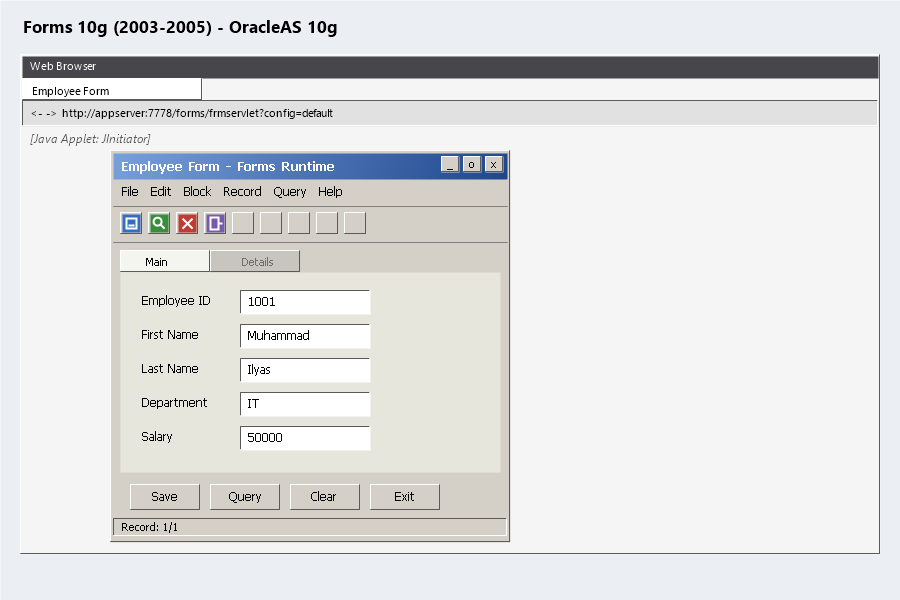 Forms 10g (2003-2005) - OracleAS 10g
Web Browser
Employee Form
<- -> http://appserver:7778/forms/frmservlet?config=default
[Java Applet: JInitiator]
Employee Form - Forms Runtime _ o x
File Edit Block Record Query Help
Main Details
Employee ID 1001
First Name Muhammad
Last Name Ilyas
Department IT
Salary 50000
Save Query Clear Exit
Record: 1/1